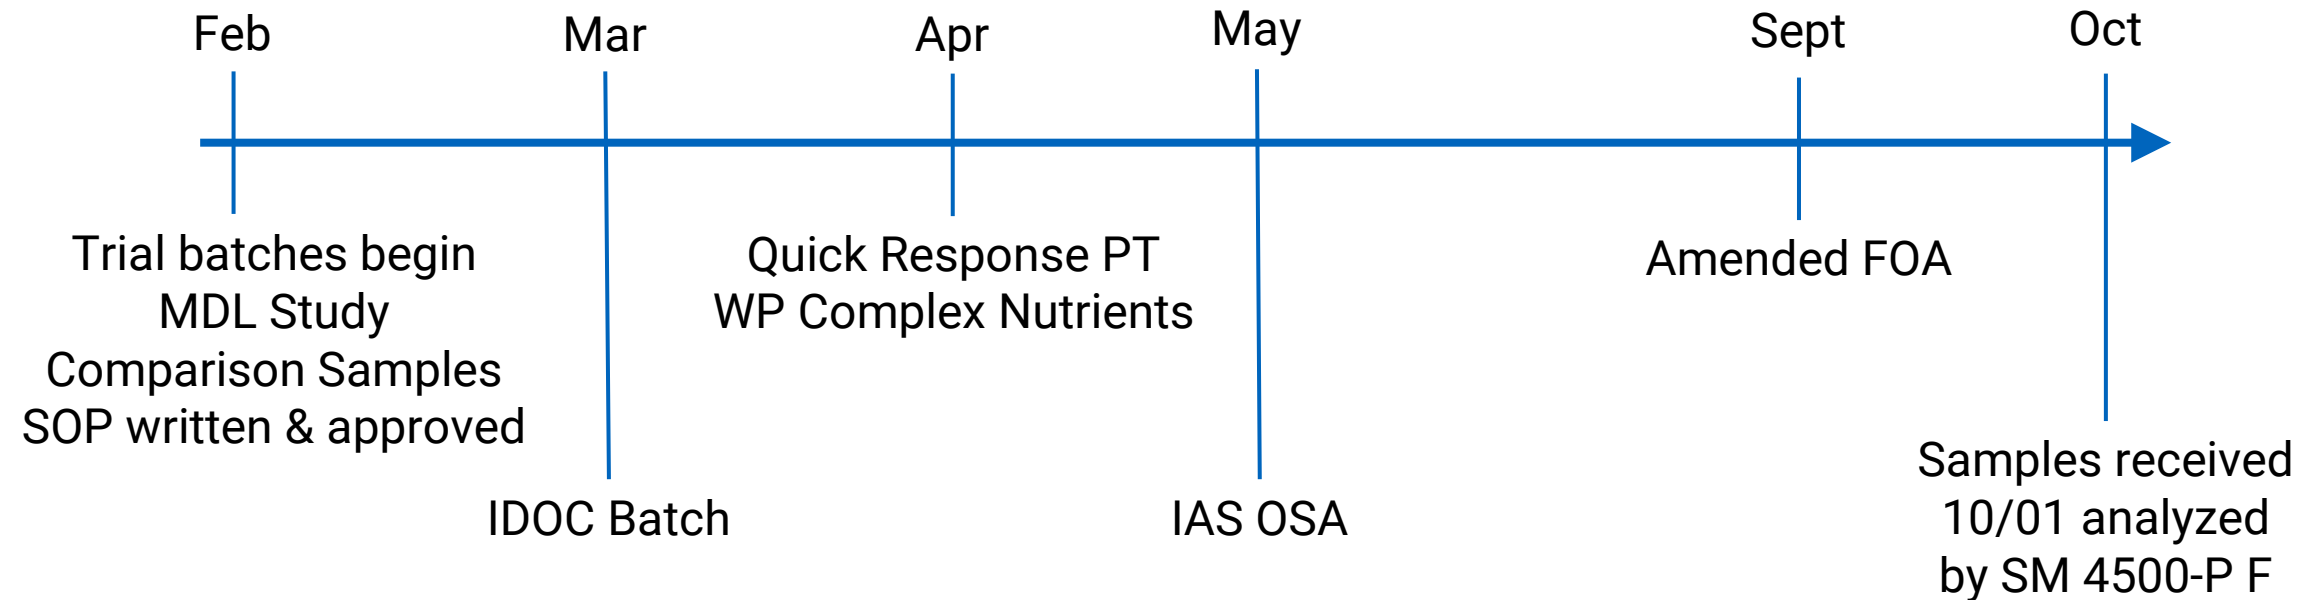 Feb
Mar
Apr
May
Sept
Oct
Trial batches begin
MDL Study
Comparison Samples
SOP written & approved
IDOC Batch
Quick Response PT
WP Complex Nutrients
IAS OSA
Amended FOA
Samples received
10/01 analyzed
by SM 4500-P F